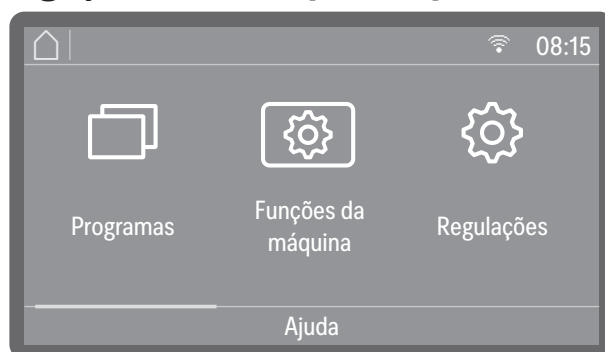 08:15
Programas
Funções da
máquina
Regulações
Ajuda